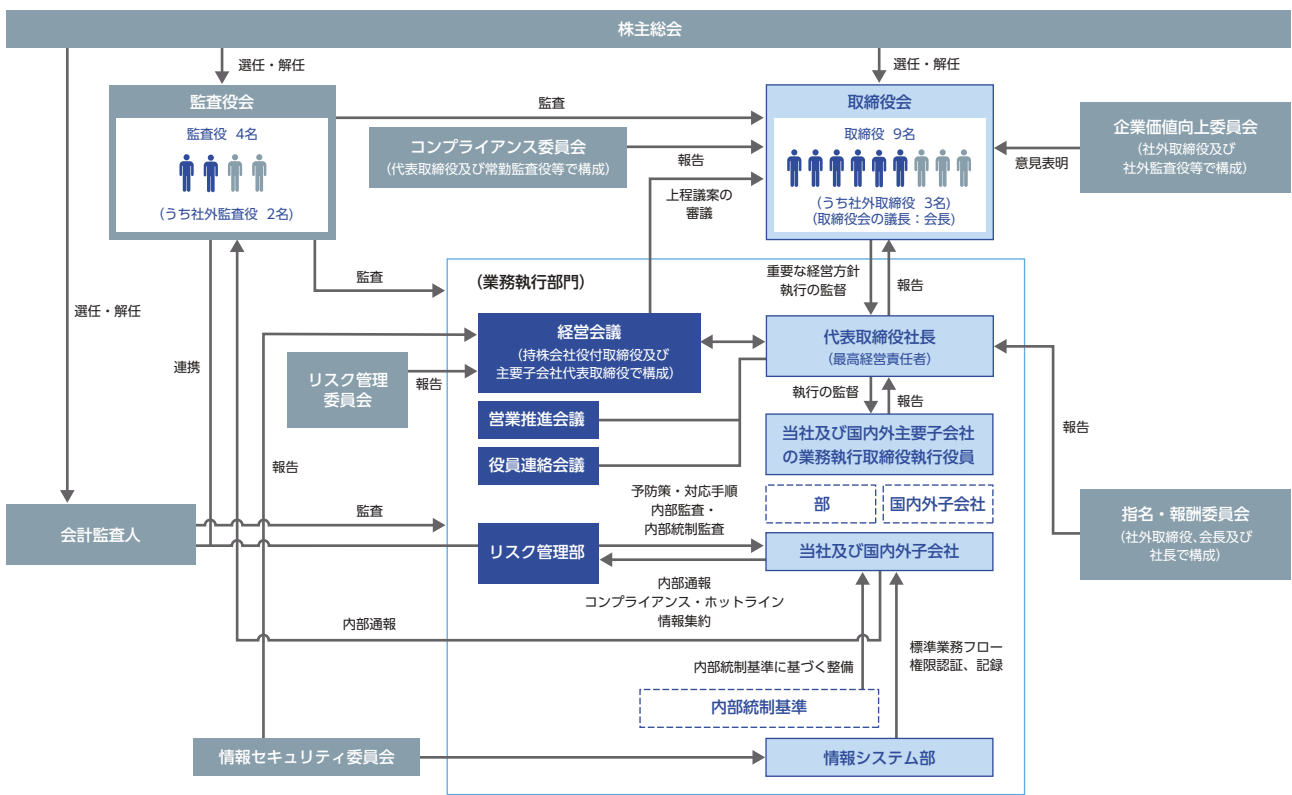 株主総会
選任・解任
選任・解任
監査役会
監査役 4名
(うち社外監査役 2名)
監査
コンプライアンス委員会
(代表取締役及び常勤監査役等で構成)
報告
上程議案の
審議
取締役会
取締役 9名
(うち社外取締役 3名)
(取締役会の議長：会長)
企業価値向上委員会
(社外取締役及び
社外監査役等で構成)
意見表明
選任・解任
監査
連携
(業務執行部門)
重要な経営方針
執行の監督
報告
経営会議
(持株会社役付取締役及び
主要子会社代表取締役で構成)
代表取締役社長
(最高経営責任者)
リスク管理
委員会
報告
執行の監督
報告
営業推進会議
役員連絡会議
当社及び国内外主要子会社
の業務執行取締役執行役員
報告
報告
部
国内外子会社
予防策・対応手順
内部監査・
内部統制監査
会計監査人
監査
リスク管理部
当社及び国内外子会社
指名・報酬委員会
(社外取締役、会長及び
社長で構成)
内部通報
コンプライアンス・ホットライン
情報集約
内部通報
標準業務フロー
権限認証、記録
内部統制基準に基づく整備
内部統制基準
情報セキュリティ委員会
情報システム部